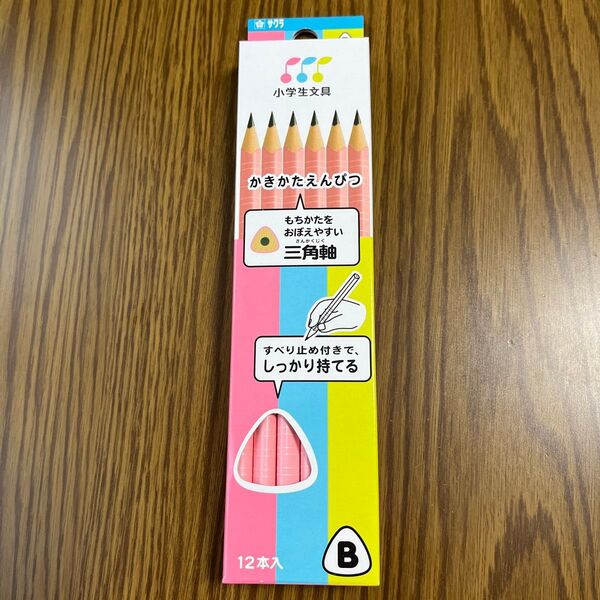 サクラ
小学生文具
かきかたえんぴつ
もちかたを
おぼえやすい
さんかくじく
三角軸
すべり止め付きで、
しっかり持てる
12本入
B